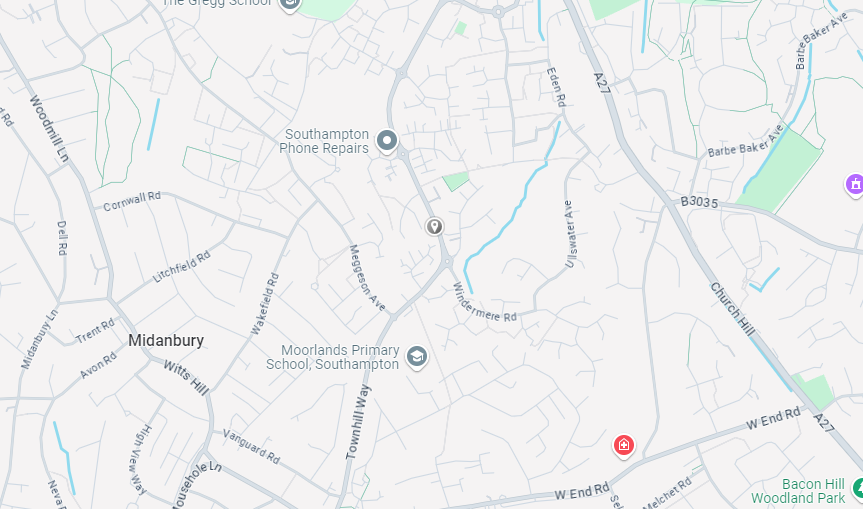 The Gregg School
Barbe Baker Ave
A27
Eden Rd
Woodmill Ln
Rd
Southampton
Phone Repairs
Barbe Baker Ave
Cornwall Rd
B3035
Dell Rd
Ullswater Ave
Meggeson Ave
Litchfield Rd
Wakefield Rd
Windermere Rd
Church Hill
Midanbury Ln
Trent Rd
Midanbury
Moorlands Primary
School, Southampton
Avon Rd
Witts Hill
Townhill Way
W End Rd
A27
High View Way
Vanguard Rd
Mousehole Ln
W End Rd
Melchet Rd
Bacon Hill
Woodland Park